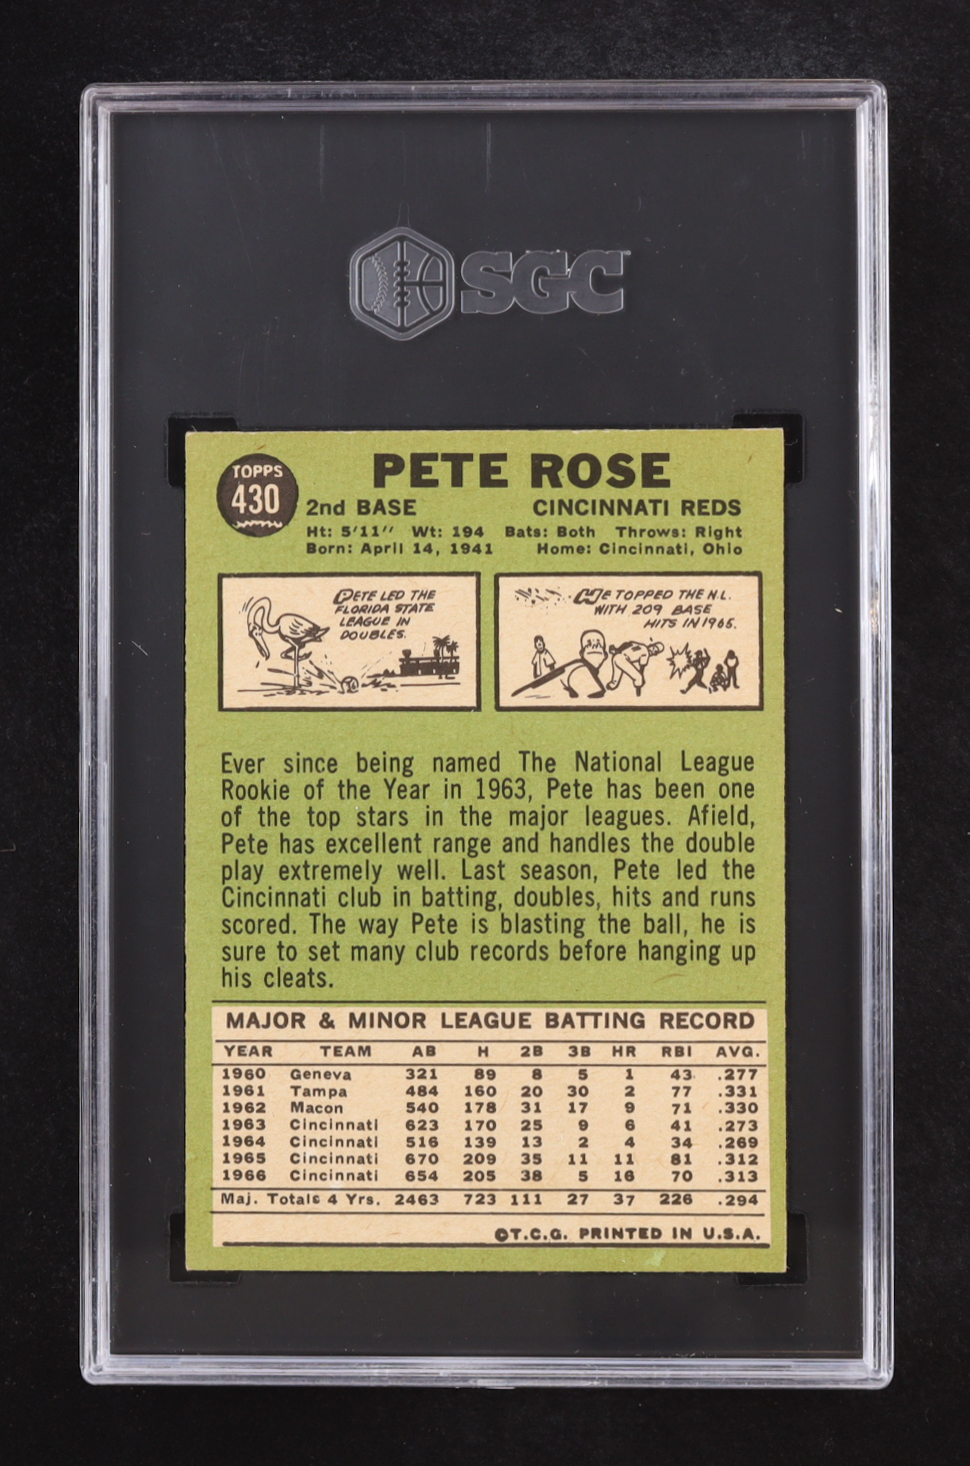 SGC
TOPPS
430
PETE ROSE
2nd BASE CINCINNATI REDS
Ht: 5'11" Wt: 194 Bats: Both Throws: Right
Born: April 14, 1941 Home: Cincinnati, Ohio
PETE LED THE
FLORIDA STATE
LEAGUE IN
DOUBLES.
HE TOPPED THE N.L.
WITH 209 BASE
HITS IN 1965.
Ever since being named The National League
Rookie of the Year in 1963, Pete has been one
of the top stars in the major leagues. Afield,
Pete has excellent range and handles the double
play extremely well. Last season, Pete led the
Cincinnati club in batting, doubles, hits and runs
scored. The way Pete is blasting the ball, he is
sure to set many club records before hanging up
his cleats.
MAJOR & MINOR LEAGUE BATTING RECORD
YEAR TEAM AB H 2B 3B HR RBI AVG.
1960 Geneva 321 89 8 5 1 43 .277
1961 Tampa 484 160 20 30 2 77 .331
1962 Macon 540 178 31 17 9 71 .330
1963 Cincinnati 623 170 25 9 6 41 .273
1964 Cincinnati 516 139 13 2 4 34 .269
1965 Cincinnati 670 209 35 11 11 81 .312
1966 Cincinnati 654 205 38 5 16 70 .313
Maj. Totals 4 Yrs. 2463 723 111 27 37 226 .294
©T.C.G. PRINTED IN U.S.A.